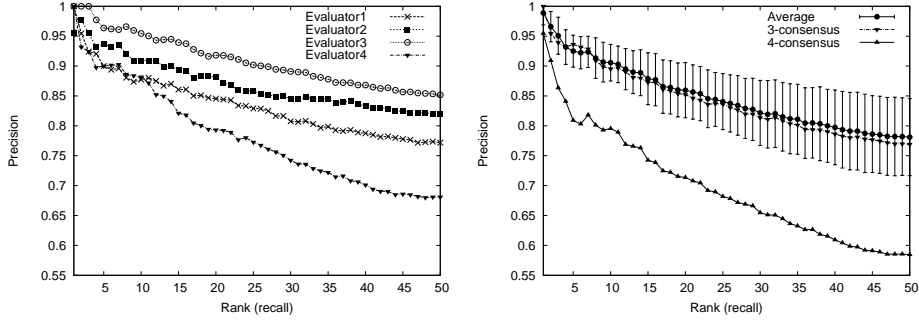 1
0.95
0.9
0.85
0.8
0.75
0.7
0.65
0.6
0.55
Precision
5 10 15 20 25 30 35 40 45 50
Rank (recall)
Evaluator1
Evaluator2
Evaluator3
Evaluator4
1
0.95
0.9
0.85
0.8
0.75
0.7
0.65
0.6
0.55
Precision
5 10 15 20 25 30 35 40 45 50
Rank (recall)
Average
3-consensus
4-consensus